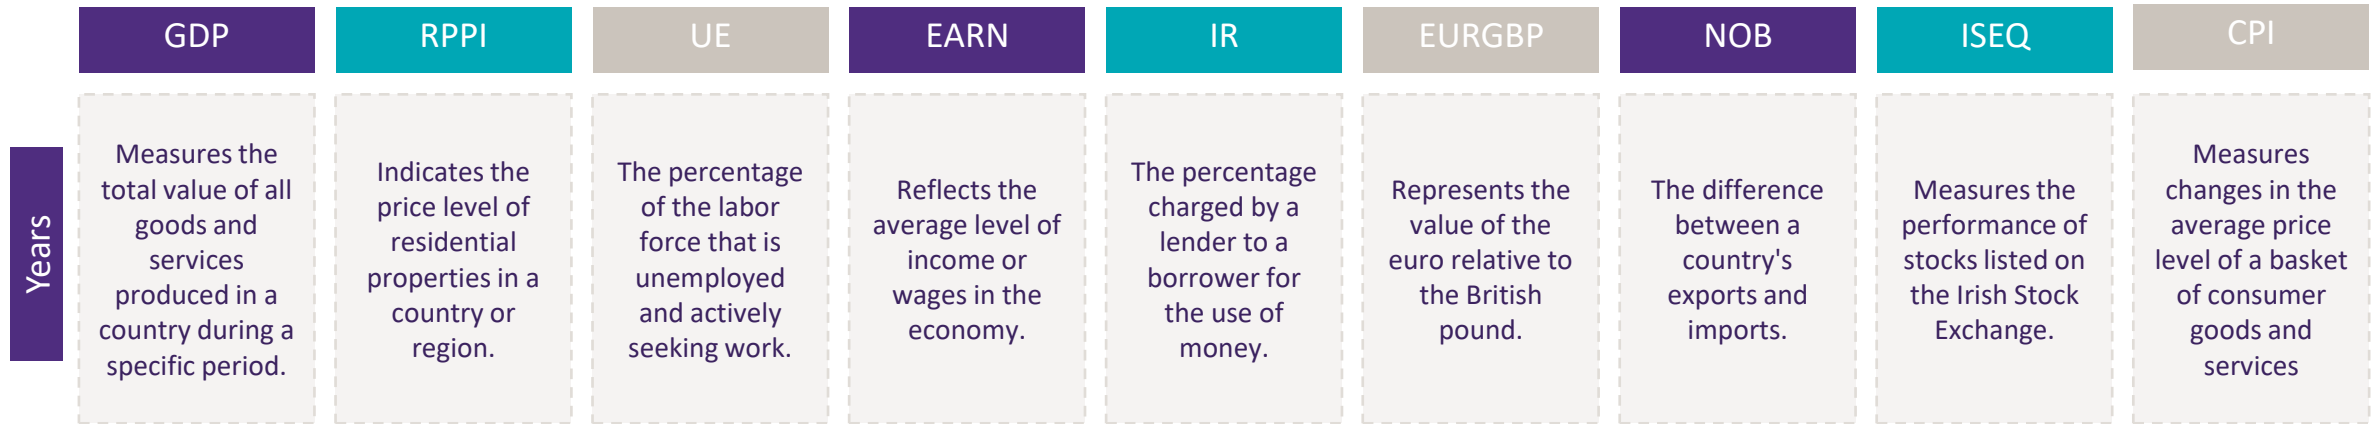 GDP
RPPI
UE
EARN
IR
EURGBP
NOB
ISEQ
CPI
Years
Measures the
total value of all
goods and
services
produced in a
country during a
specific period.
Indicates the
price level of
residential
properties in a
country or
region.
The percentage
of the labor
force that is
unemployed
and actively
seeking work.
Reflects the
average level of
income or
wages in the
economy.
The percentage
charged by a
lender to a
borrower for
the use of
money.
Represents the
value of the
euro relative to
the British
pound.
The difference
between a
country's
exports and
imports.
Measures the
performance of
stocks listed on
the Irish Stock
Exchange.
Measures
changes in the
average price
level of a basket
of consumer
goods and
services